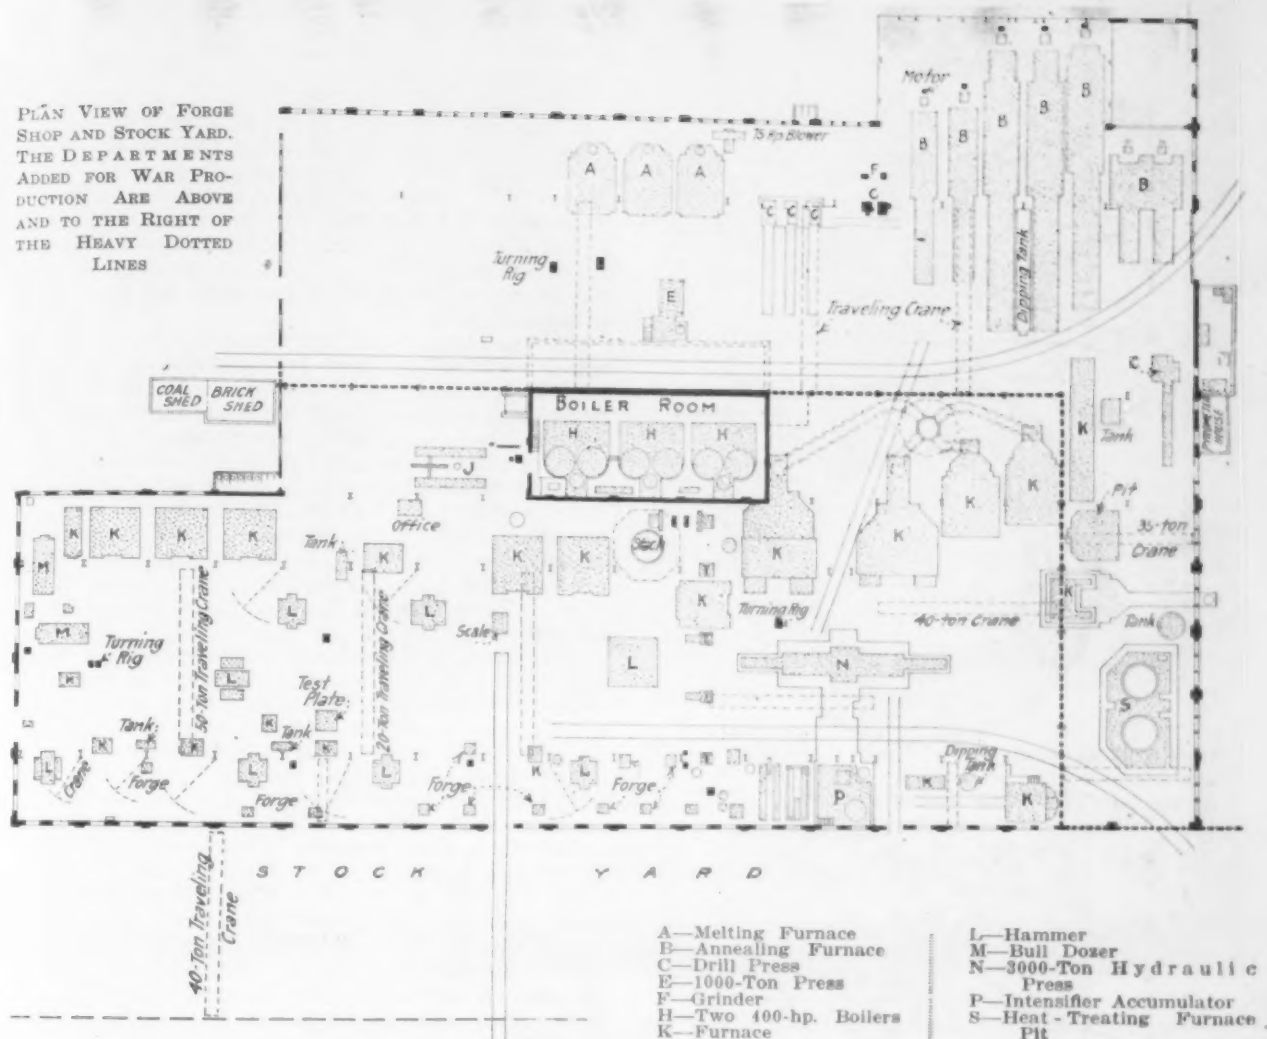 PLAN VIEW OF FORGE
SHOP AND STOCK YARD.
THE DEPARTMENTS
ADDED FOR WAR PRO-
DUCTION ARE ABOVE
AND TO THE RIGHT OF
THE HEAVY DOTTED
LINES
Motor
75 Hp Blower
B B B B B
A A A
F
C
B
C C C
Turning
Rig
E
Dipping Tank
Traveling Crane
COAL
SHED
BRICK
SHED
BOILER ROOM
H H H
C
K
Tank
J
Office
Pit
35-ton
Crane
K K K K
Tank
K
K K
Stack
K K K K
M
L L
K
Turning Rig
40-ton Crane
K
Tank
Scale
M
Turning
Rig
50-Ton Traveling Crane
20-Ton Traveling Crane
L
N
K
L
Test
Plate
S
K
Tank
Tank
K K K
Dipping
Tank
L
Crane
Forge
L
L
Forge
K
L
Forge
P
K
K
Forge
STOCK YARD
40-Ton Traveling
Crane
A—Melting Furnace
B—Annealing Furnace
C—Drill Press
E—1000-Ton Press
F—Grinder
H—Two 400-hp. Boilers
K—Furnace
L—Hammer
M—Bull Dozer
N—3000-Ton Hydraulic
Press
P—Intensifier Accumulator
S—Heat-Treating Furnace
Pit